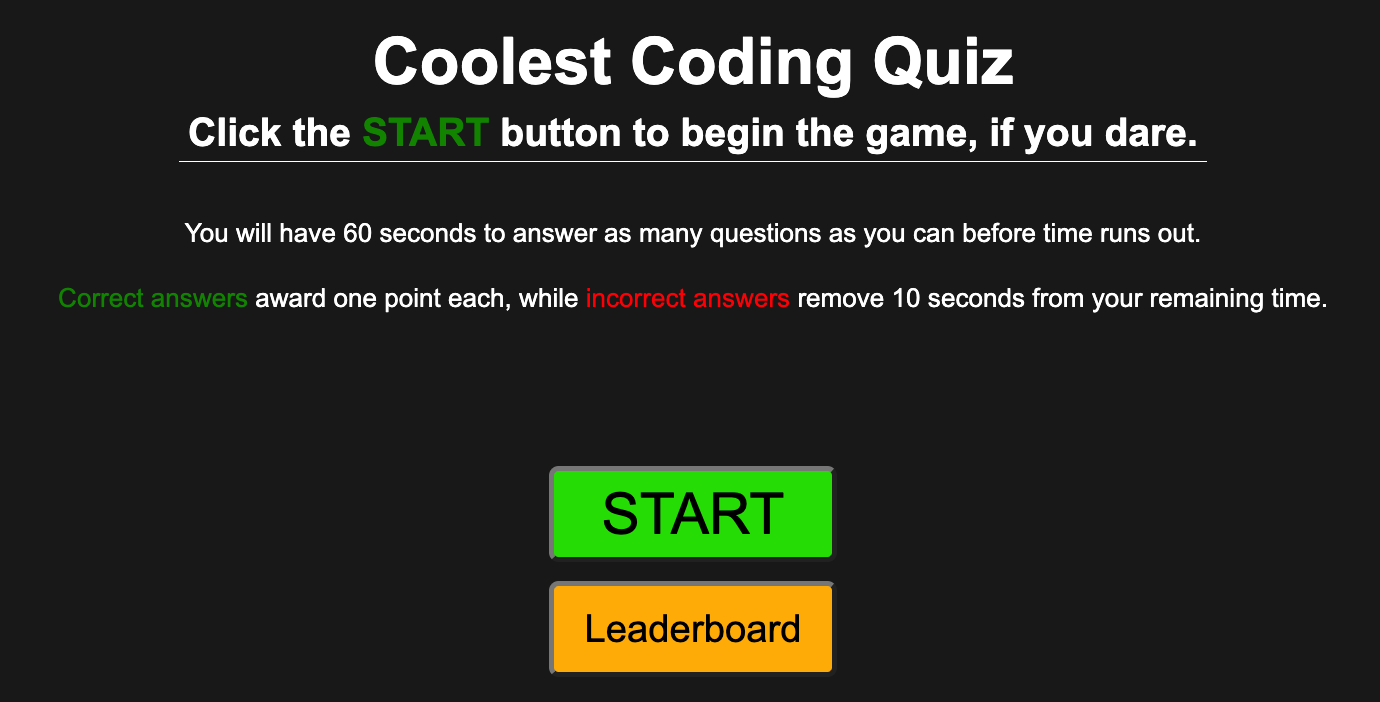 Coolest Coding Quiz
Click the START button to begin the game, if you dare.
You will have 60 seconds to answer as many questions as you can before time runs out.
Correct answers award one point each, while incorrect answers remove 10 seconds from your remaining time.
START
Leaderboard